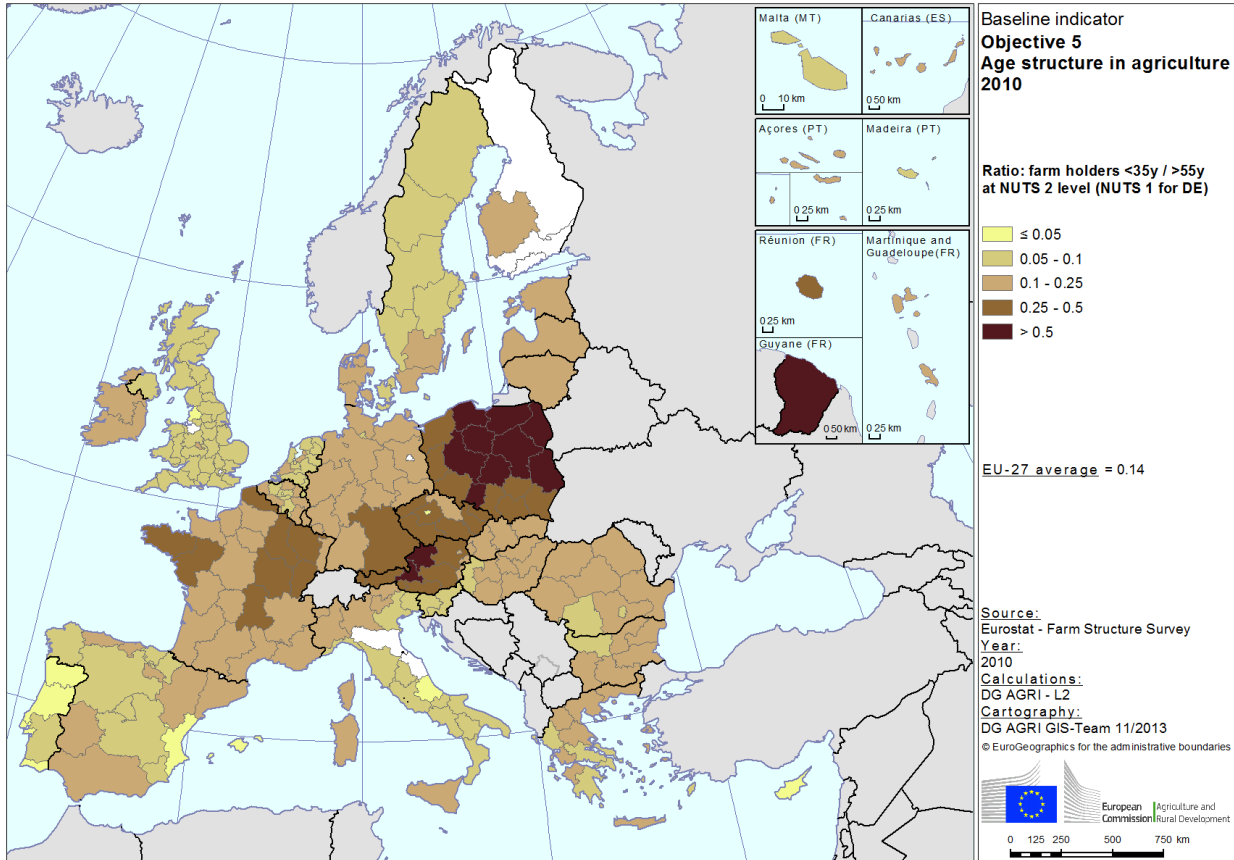 Malta (MT)
0 10 km
Canarias (ES)
0 50 km
Açores (PT)
0 25 km
Madeira (PT)
0 25 km
Réunion (FR)
0 25 km
Martinique and
Guadeloupe(FR)
0 25 km
Guyane (FR)
0 50 km
Baseline indicator
Objective 5
Age structure in agriculture
2010
Ratio: farm holders <35y / >55y
at NUTS 2 level (NUTS 1 for DE)
≤ 0.05
0.05 - 0.1
0.1 - 0.25
0.25 - 0.5
> 0.5
EU-27 average = 0.14
Source:
Eurostat - Farm Structure Survey
Year:
2010
Calculations:
DG AGRI - L2
Cartography:
DG AGRI GIS-Team 11/2013
© EuroGeographics for the administrative boundaries
European
Commission
Agriculture and
Rural Development
0 125 250 500 750 km